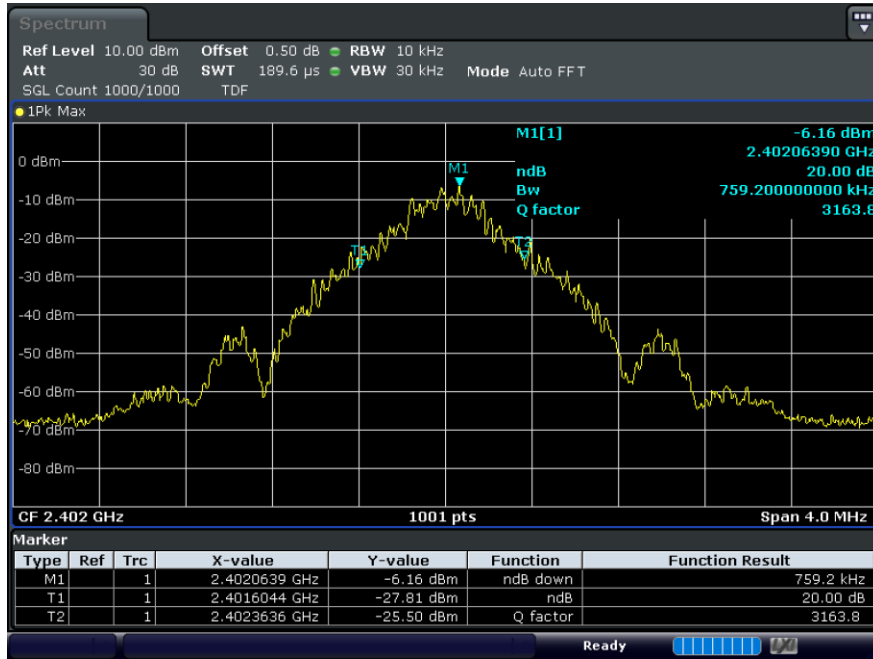 Spectrum
Ref Level 10.00 dBm Offset 0.50 dB RBW 10 kHz
Att 30 dB SWT 189.6 µs VBW 30 kHz Mode Auto FFT
SGL Count 1000/1000 TDF
1Pk Max
M1[1] -6.16 dBm
2.40206390 GHz
ndB 20.00 dB
Bw 759.200000000 kHz
Q factor 3163.8
M1
T1
T2
0 dBm
-10 dBm
-20 dBm
-30 dBm
-40 dBm
-50 dBm
-60 dBm
-70 dBm
-80 dBm
CF 2.402 GHz 1001 pts Span 4.0 MHz
Marker
Type Ref Trc X-value Y-value Function Function Result
M1 1 2.4020639 GHz -6.16 dBm ndB down 759.2 kHz
T1 1 2.4016044 GHz -27.81 dBm ndB 20.00 dB
T2 1 2.4023636 GHz -25.50 dBm Q factor 3163.8
Ready